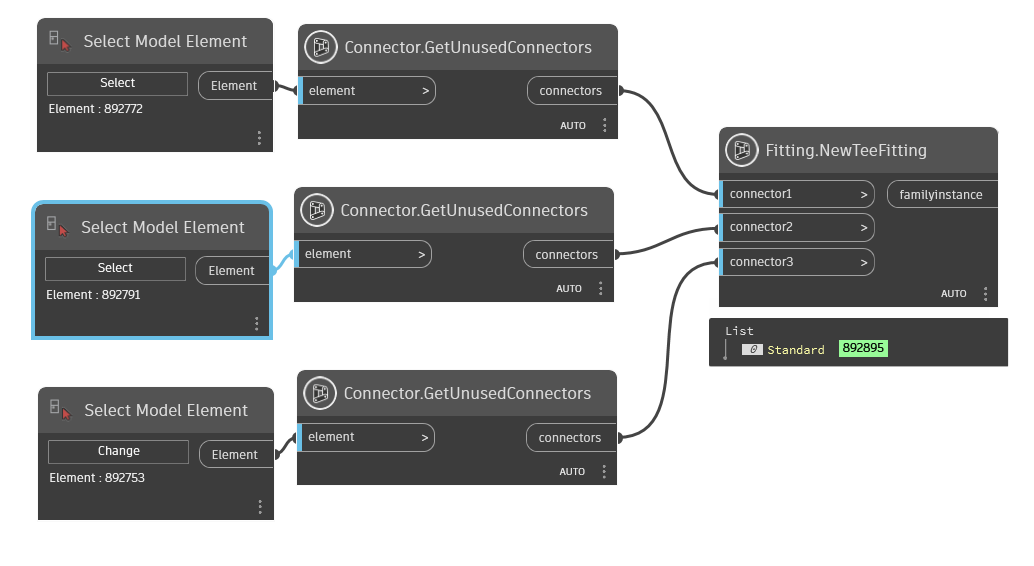 Select Model Element
Select
Element
Element : 892772
Connector.GetUnusedConnectors
element >
connectors
AUTO
Select Model Element
Select
Element
Element : 892791
Connector.GetUnusedConnectors
element >
connectors
AUTO
Select Model Element
Change
Element
Element : 892753
Connector.GetUnusedConnectors
element >
connectors
AUTO
Fitting.NewTeeFitting
connector1 >
familyinstance
connector2 >
connector3 >
AUTO
List
0 Standard 892895